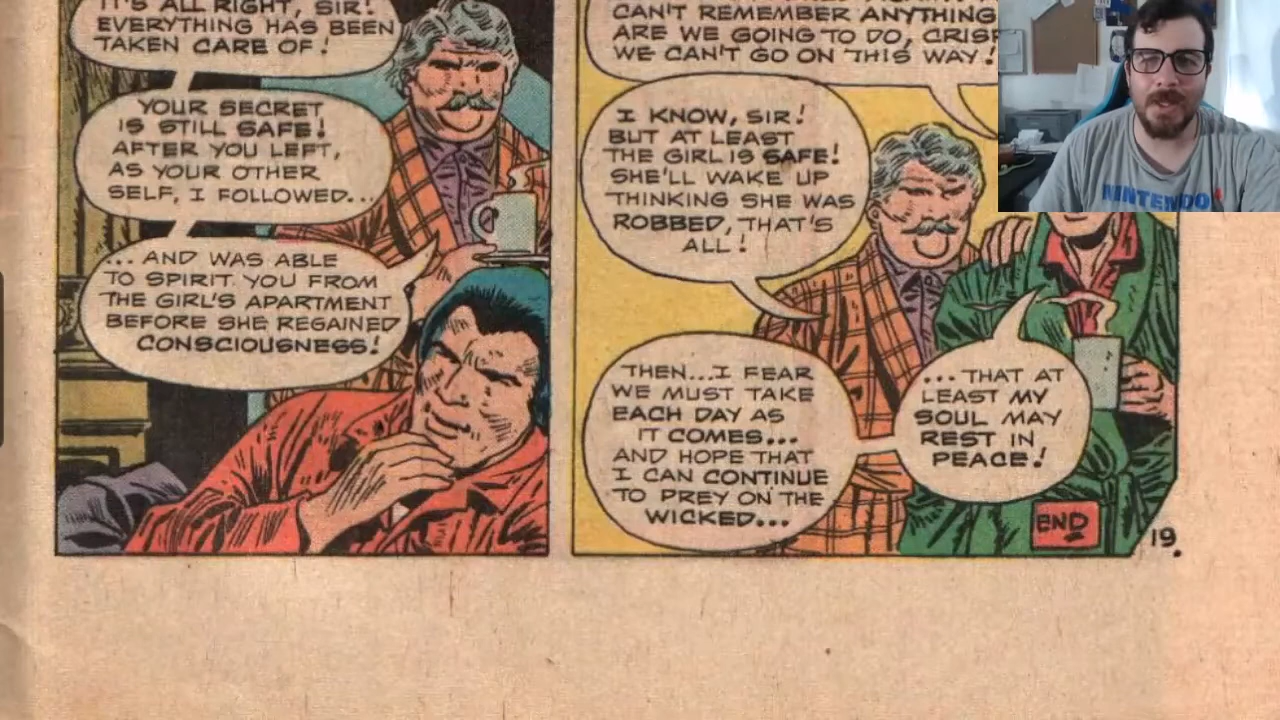 IT'S ALL RIGHT, SIR!
EVERYTHING HAS BEEN
TAKEN CARE OF!
YOUR SECRET
IS STILL SAFE!
AFTER YOU LEFT,
AS YOUR OTHER
SELF, I FOLLOWED...
...AND WAS ABLE
TO SPIRIT YOU FROM
THE GIRL'S APARTMENT
BEFORE SHE REGAINED
CONSCIOUSNESS!
CAN'T REMEMBER ANYTHING
ARE WE GOING TO DO,
WE CAN'T GO ON THIS WAY!
I KNOW, SIR!
BUT AT LEAST
THE GIRL IS SAFE!
SHE'LL WAKE UP
THINKING SHE WAS
ROBBED, THAT'S
ALL!
THEN...I FEAR
WE MUST TAKE
EACH DAY AS
IT COMES...
AND HOPE THAT
I CAN CONTINUE
TO PREY ON THE
WICKED...
...THAT AT
LEAST MY
SOUL MAY
REST IN
PEACE!
END
19.
NINTENDO